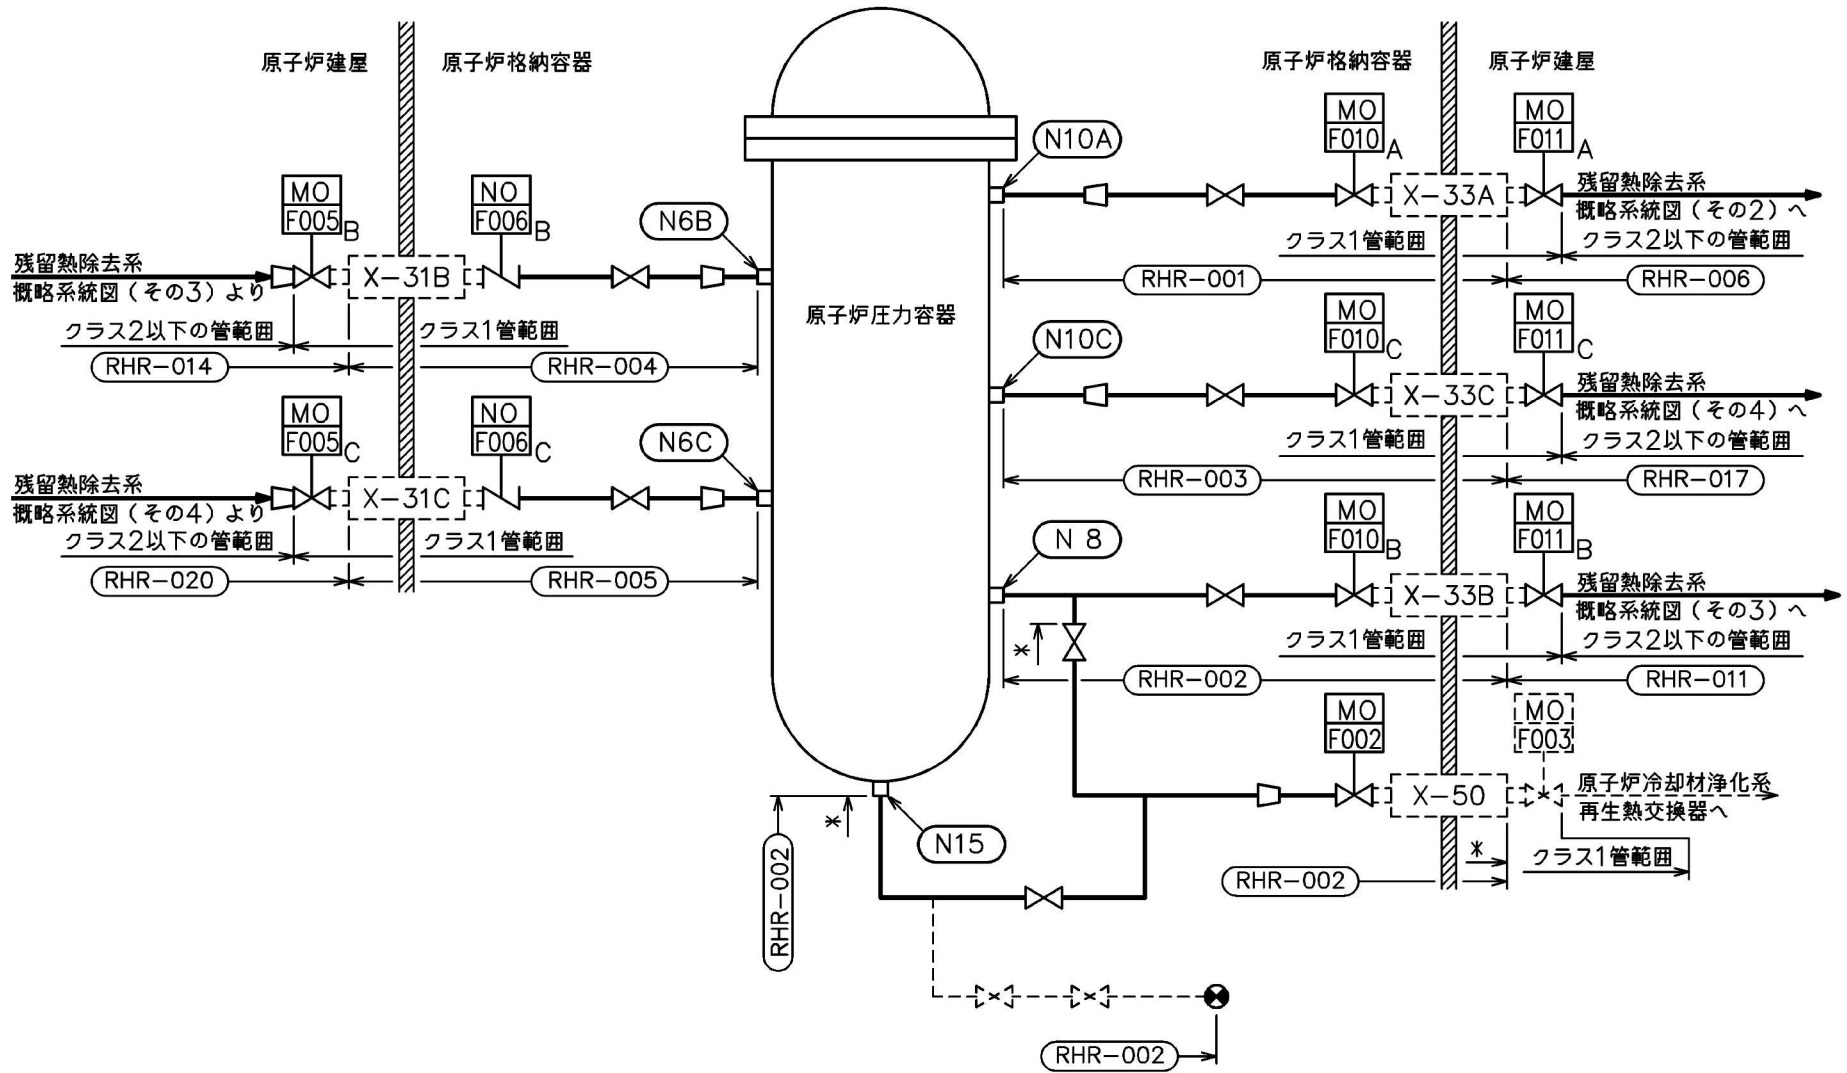 原子炉建屋
原子炉格納容器
原子炉格納容器
原子炉建屋
MO
F005
B
NO
F006
B
N6B
残留熱除去系
概略系統図(その3)より
X-31B
クラス2以下の管範囲
クラス1管範囲
RHR-014
RHR-004
MO
F005
C
NO
F006
C
N6C
残留熱除去系
概略系統図(その4)より
X-31C
クラス2以下の管範囲
クラス1管範囲
RHR-020
RHR-005
原子炉圧力容器
N10A
MO
F010
A
MO
F011
A
X-33A
残留熱除去系
概略系統図(その2)へ
クラス1管範囲
クラス2以下の管範囲
RHR-001
RHR-006
N10C
MO
F010
C
MO
F011
C
X-33C
残留熱除去系
概略系統図(その4)へ
クラス1管範囲
クラス2以下の管範囲
RHR-003
RHR-017
N 8
MO
F010
B
MO
F011
B
X-33B
残留熱除去系
概略系統図(その3)へ
*
クラス1管範囲
クラス2以下の管範囲
RHR-002
RHR-011
MO
F002
MO
F003
X-50
原子炉冷却材浄化系
再生熱交換器へ
*
クラス1管範囲
RHR-002
*
N15
RHR-002
RHR-002